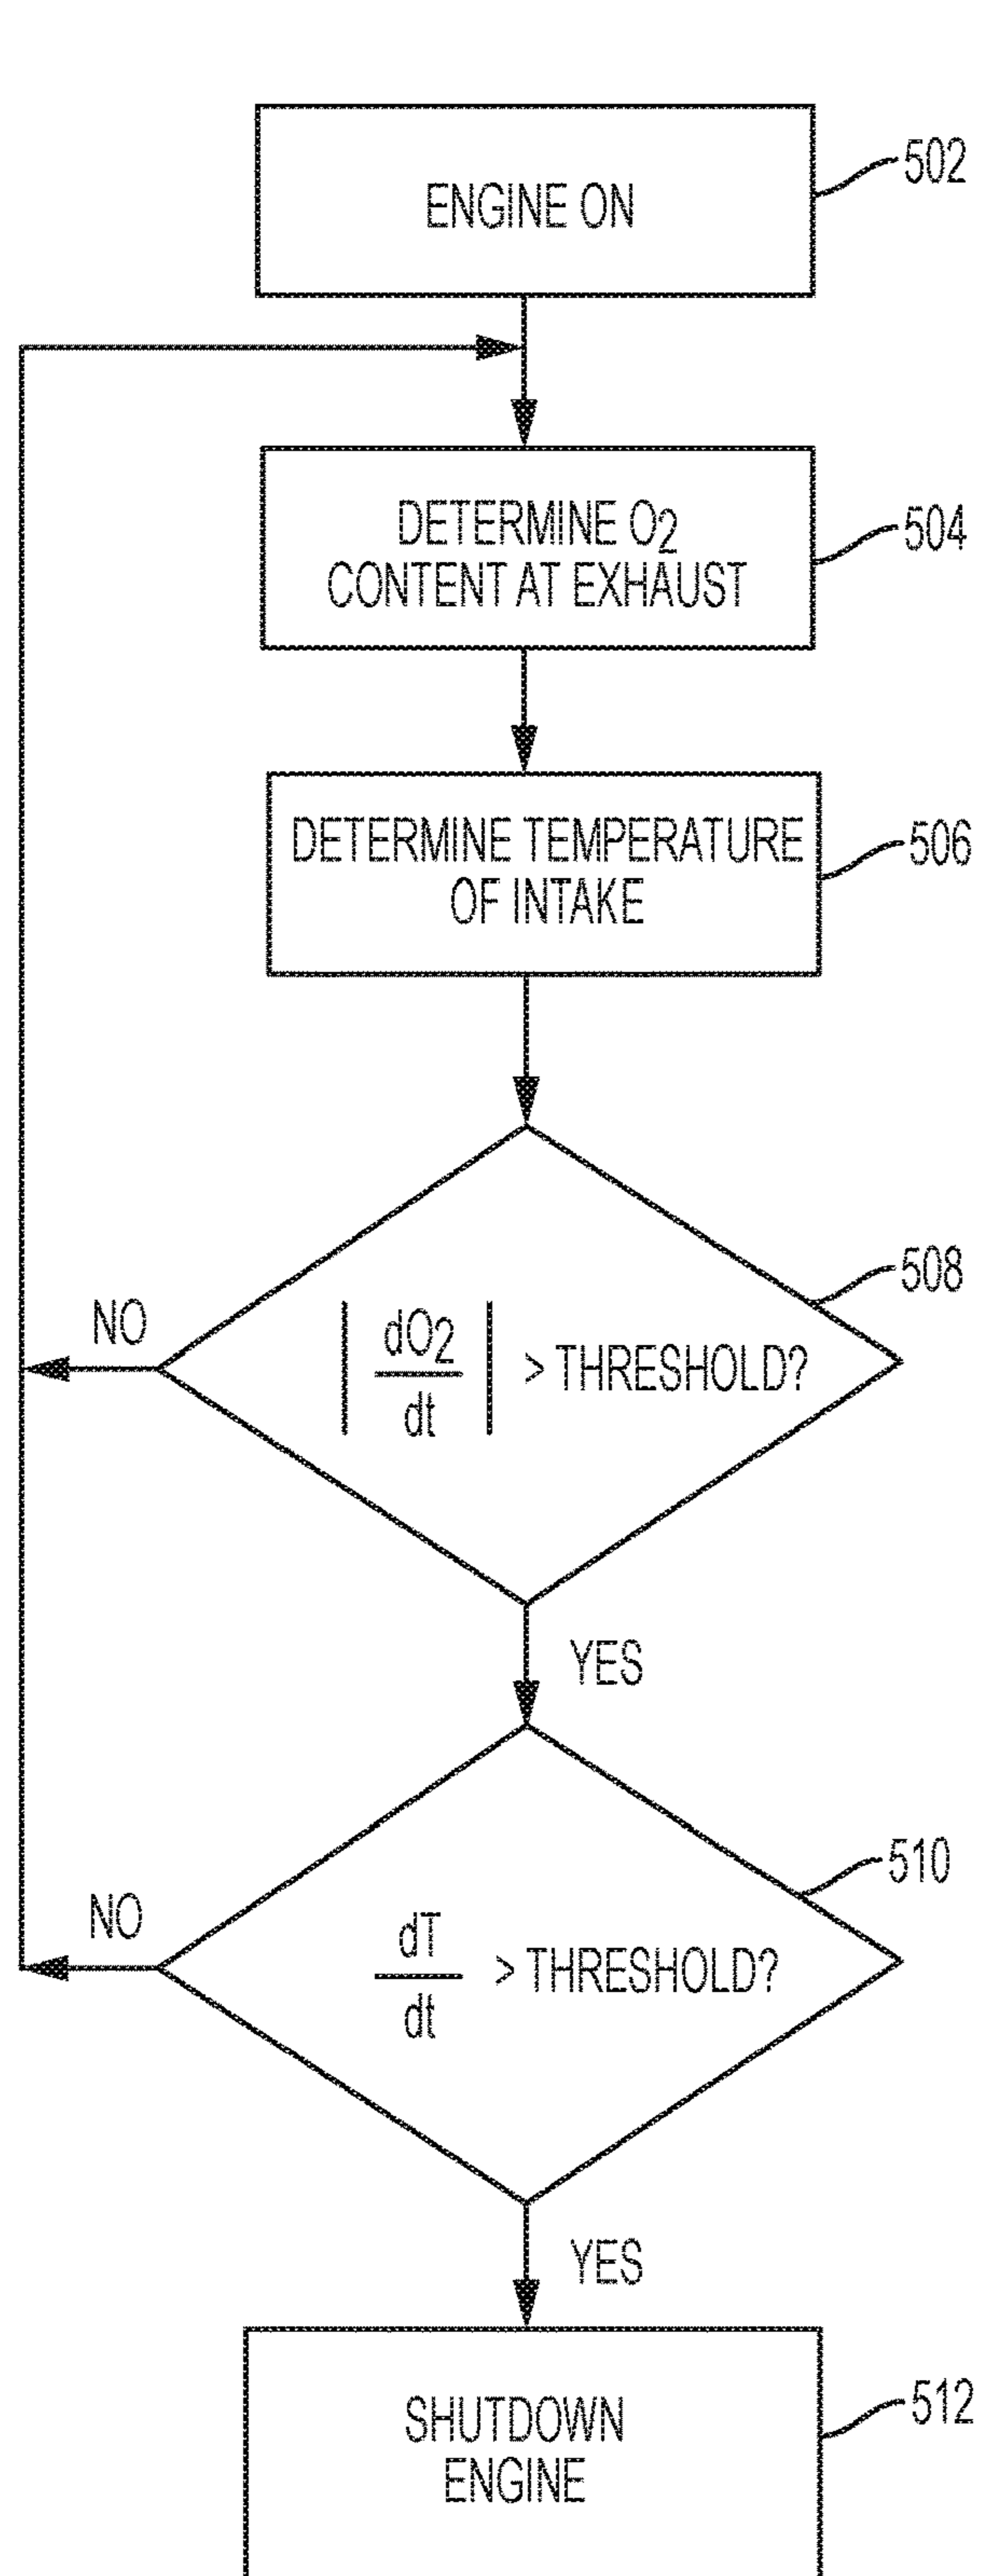 ENGINE ON
502
DETERMINE O2
CONTENT AT EXHAUST
504
DETERMINE TEMPERATURE
OF INTAKE
506
508
NO
| dO2/dt | > THRESHOLD?
YES
510
NO
dT/dt > THRESHOLD?
YES
SHUTDOWN
ENGINE
512